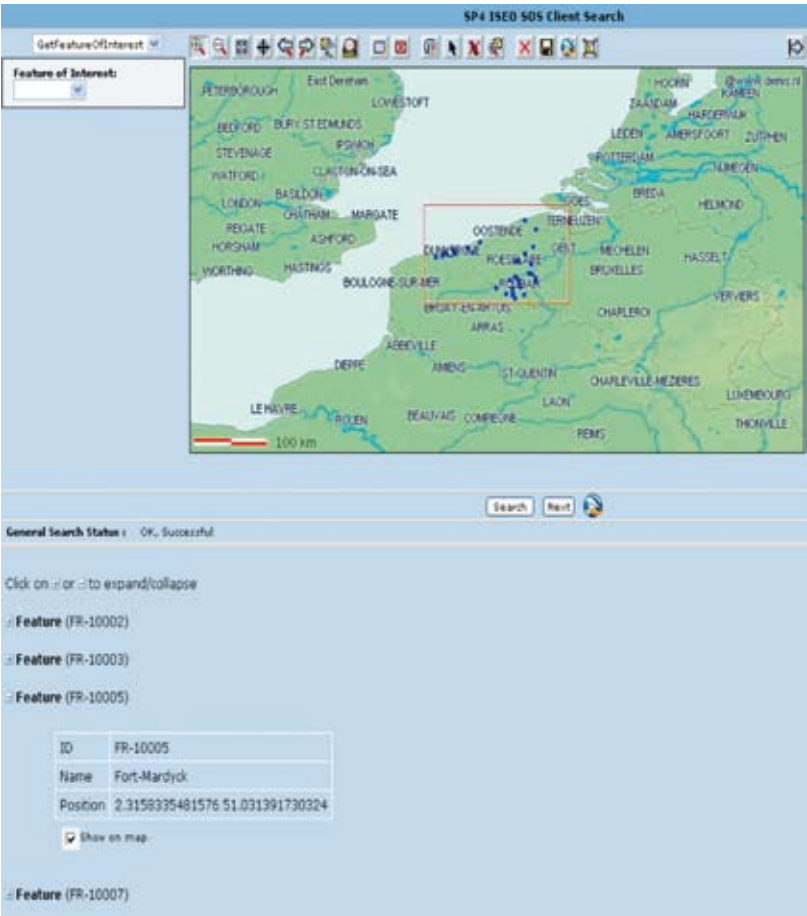 SP4 ISEO SOS Client Search
GetFeatureOfInterest
Feature of Interest:
PETERBOROUGH
East Dereham
LOWESTOFT
HOORN
ZAANDAM
KAMPEN
HARDERWIJK
BEDFORD
BURY ST.EDMUNDS
LEIDEN
AMERSFOORT
ZUTPHEN
STEVENAGE
IPSWICH
ROTTERDAM
WATFORD
CLACTON-ON-SEA
NIJMEGEN
BASILDON
LONDON
GOES
BREDA
HELMOND
CHATHAM
MARGATE
REIGATE
OOSTENDE
TERNEUZEN
HORSHAM
ASHFORD
DUNKERQUE
ROESELARE
GENT
MECHELEN
HASSELT
WORTHING
HASTINGS
BRUXELLES
BOULOGNE-SUR-MER
ROUBAIX
VERVIERS
BRUAY-EN-ARTOIS
CHARLEROI
ARRAS
ABBEVILLE
DIEPPE
AMIENS
ST-QUENTIN
CHARLEVILLE-MEZIERES
LUXEMBOURG
LE HAVRE
ROUEN
BEAUVAIS
COMPIEGNE
LAON
THIONVILLE
REIMS
100 km
Search
Next
General Search Status : OK, Successful
Click on or to expand/collapse
Feature (FR-10002)
Feature (FR-10003)
Feature (FR-10005)
ID FR-10005
Name Fort-Mardyck
Position 2.3158335481576 51.031391730324
Show on map
Feature (FR-10007)